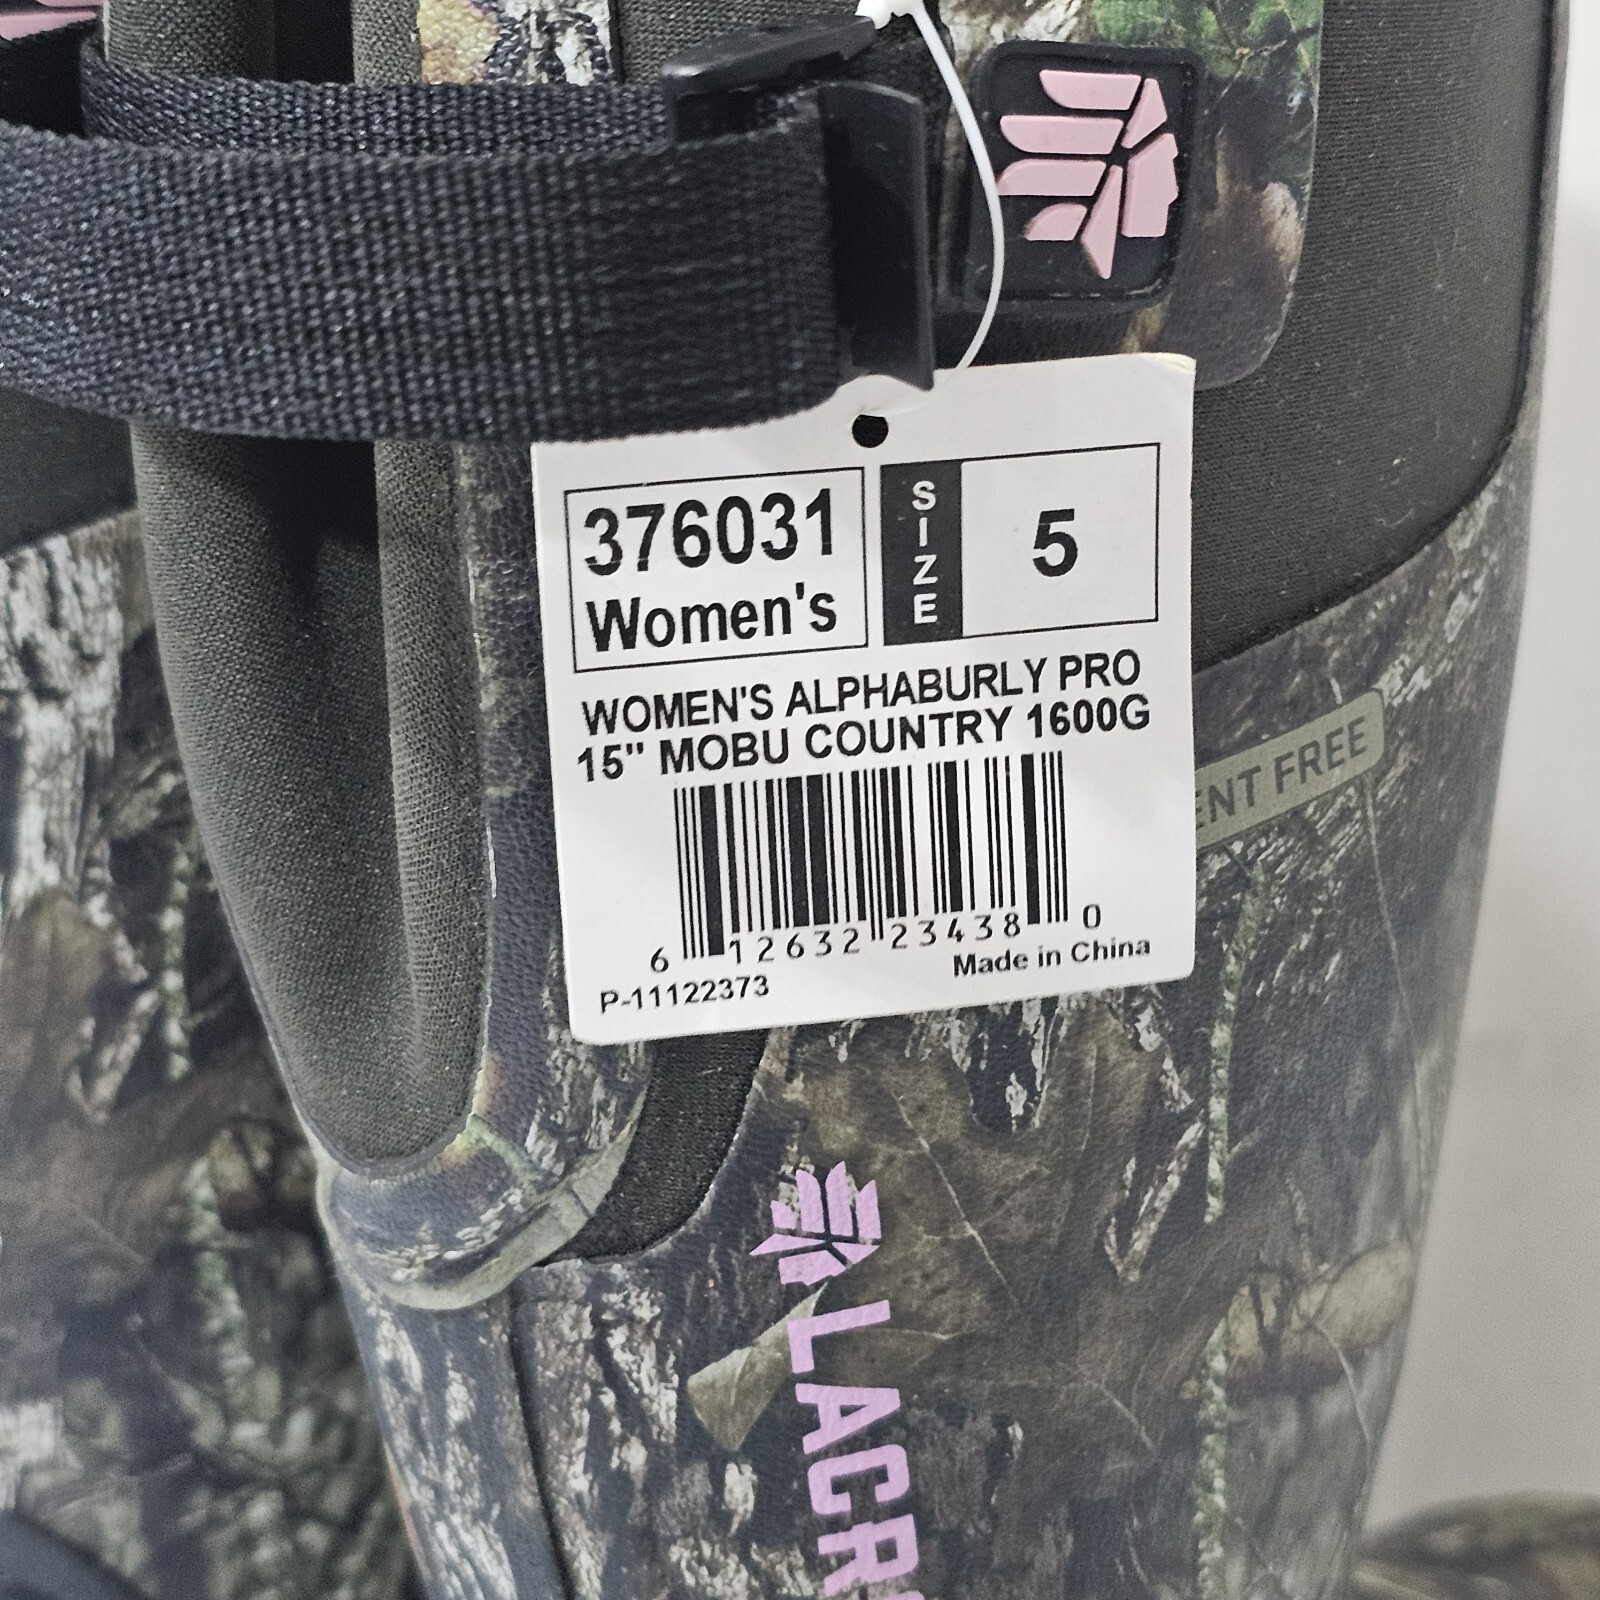 376031
Women's
SIZE
5
WOMEN'S ALPHABURLY PRO
15" MOBU COUNTRY 1600G
6 12632 23438 0
P-11122373
Made in China
ENT FREE
LACR